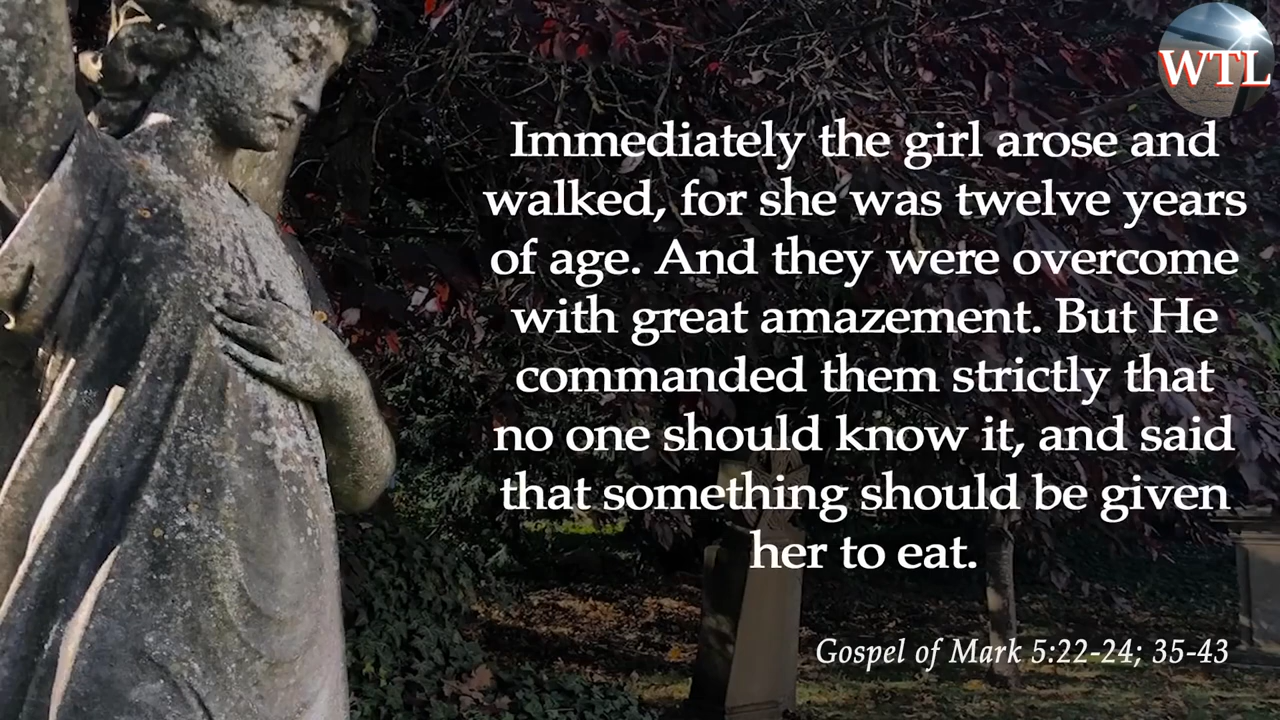 WTL
Immediately the girl arose and
walked, for she was twelve years
of age. And they were overcome
with great amazement. But He
commanded them strictly that
no one should know it, and said
that something should be given
her to eat.
Gospel of Mark 5:22-24; 35-43